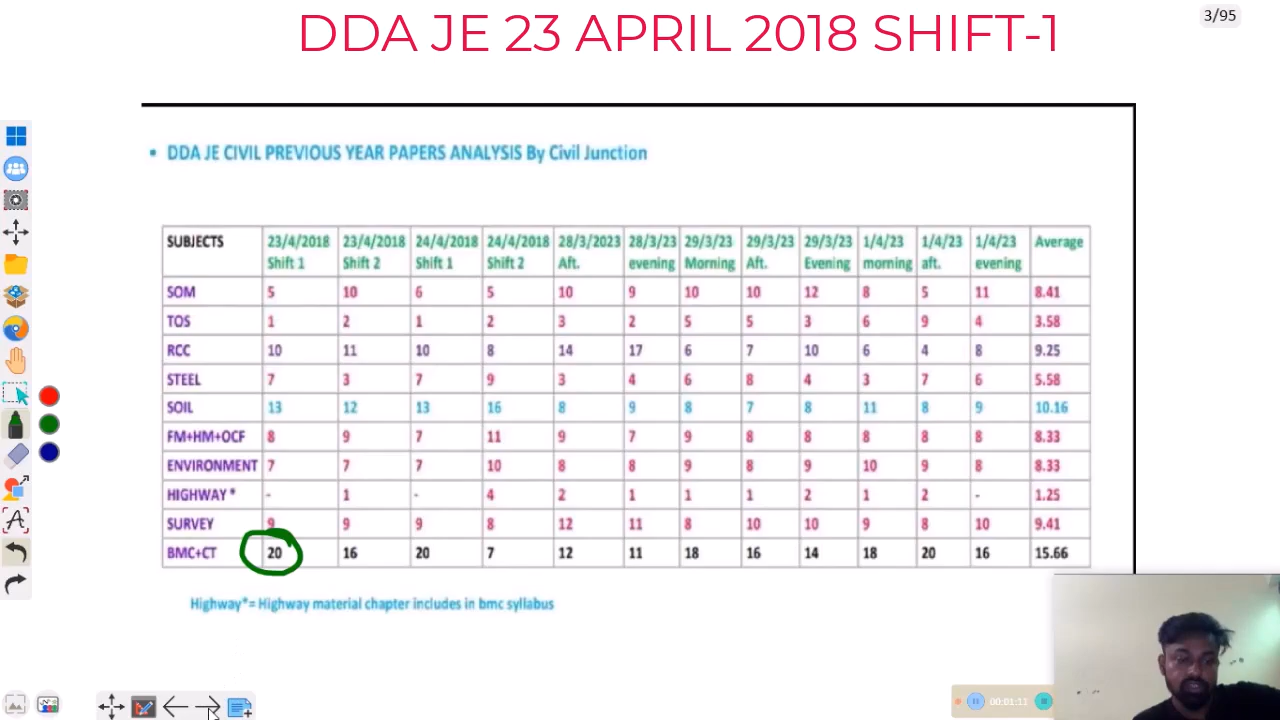 DDA JE 23 APRIL 2018 SHIFT-1
3/95
• DDA JE CIVIL PREVIOUS YEAR PAPERS ANALYSIS By Civil Junction
SUBJECTS 23/4/2018 Shift 1 23/4/2018 Shift 2 24/4/2018 Shift 1 24/4/2018 Shift 2 28/3/2023 Aft. 28/3/23 evening 29/3/23 Morning 29/3/23 Aft. 29/3/23 Evening 1/4/23 morning 1/4/23 aft. 1/4/23 evening Average
SOM 5 10 6 5 10 9 10 10 12 8 5 11 8.41
TOS 1 2 1 2 3 2 5 5 3 6 9 4 3.58
RCC 10 11 10 8 14 17 6 7 10 6 4 8 9.25
STEEL 7 3 7 9 3 4 6 8 4 3 7 6 5.58
SOIL 13 12 13 16 8 9 8 7 8 11 8 9 10.16
FM+HM+OCF 8 9 7 11 9 7 9 8 8 8 8 8 8.33
ENVIRONMENT 7 7 7 10 8 8 9 8 9 10 9 8 8.33
HIGHWAY * - 1 - 4 2 1 1 1 2 1 2 - 1.25
SURVEY 9 9 9 8 12 11 8 10 10 9 8 10 9.41
BMC+CT 20 16 20 7 12 11 18 16 14 18 20 16 15.66
Highway*= Highway material chapter includes in bmc syllabus
00:01:11